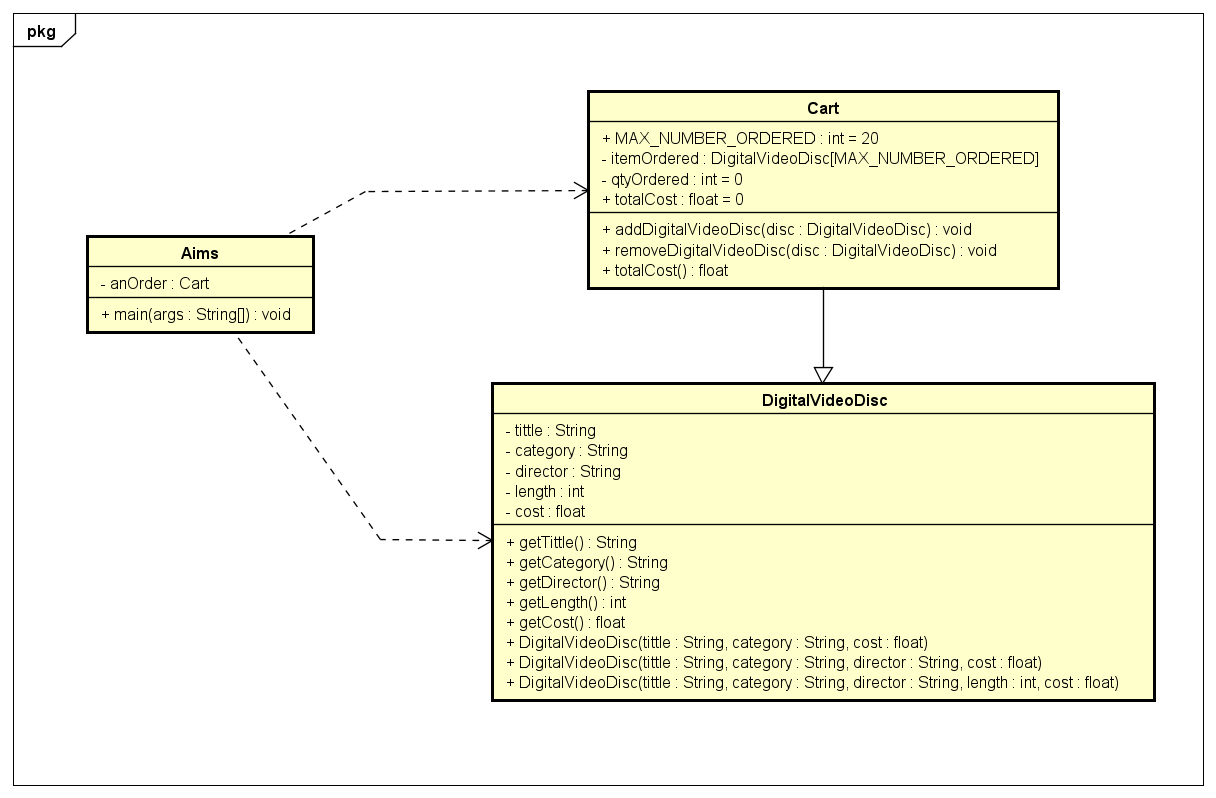 pkg
Cart
+ MAX_NUMBER_ORDERED : int = 20
- itemOrdered : DigitalVideoDisc[MAX_NUMBER_ORDERED]
- qtyOrdered : int = 0
+ totalCost : float = 0
+ addDigitalVideoDisc(disc : DigitalVideoDisc) : void
+ removeDigitalVideoDisc(disc : DigitalVideoDisc) : void
+ totalCost() : float
Aims
- anOrder : Cart
+ main(args : String[]) : void
DigitalVideoDisc
- tittle : String
- category : String
- director : String
- length : int
- cost : float
+ getTittle() : String
+ getCategory() : String
+ getDirector() : String
+ getLength() : int
+ getCost() : float
+ DigitalVideoDisc(tittle : String, category : String, cost : float)
+ DigitalVideoDisc(tittle : String, category : String, director : String, cost : float)
+ DigitalVideoDisc(tittle : String, category : String, director : String, length : int, cost : float)